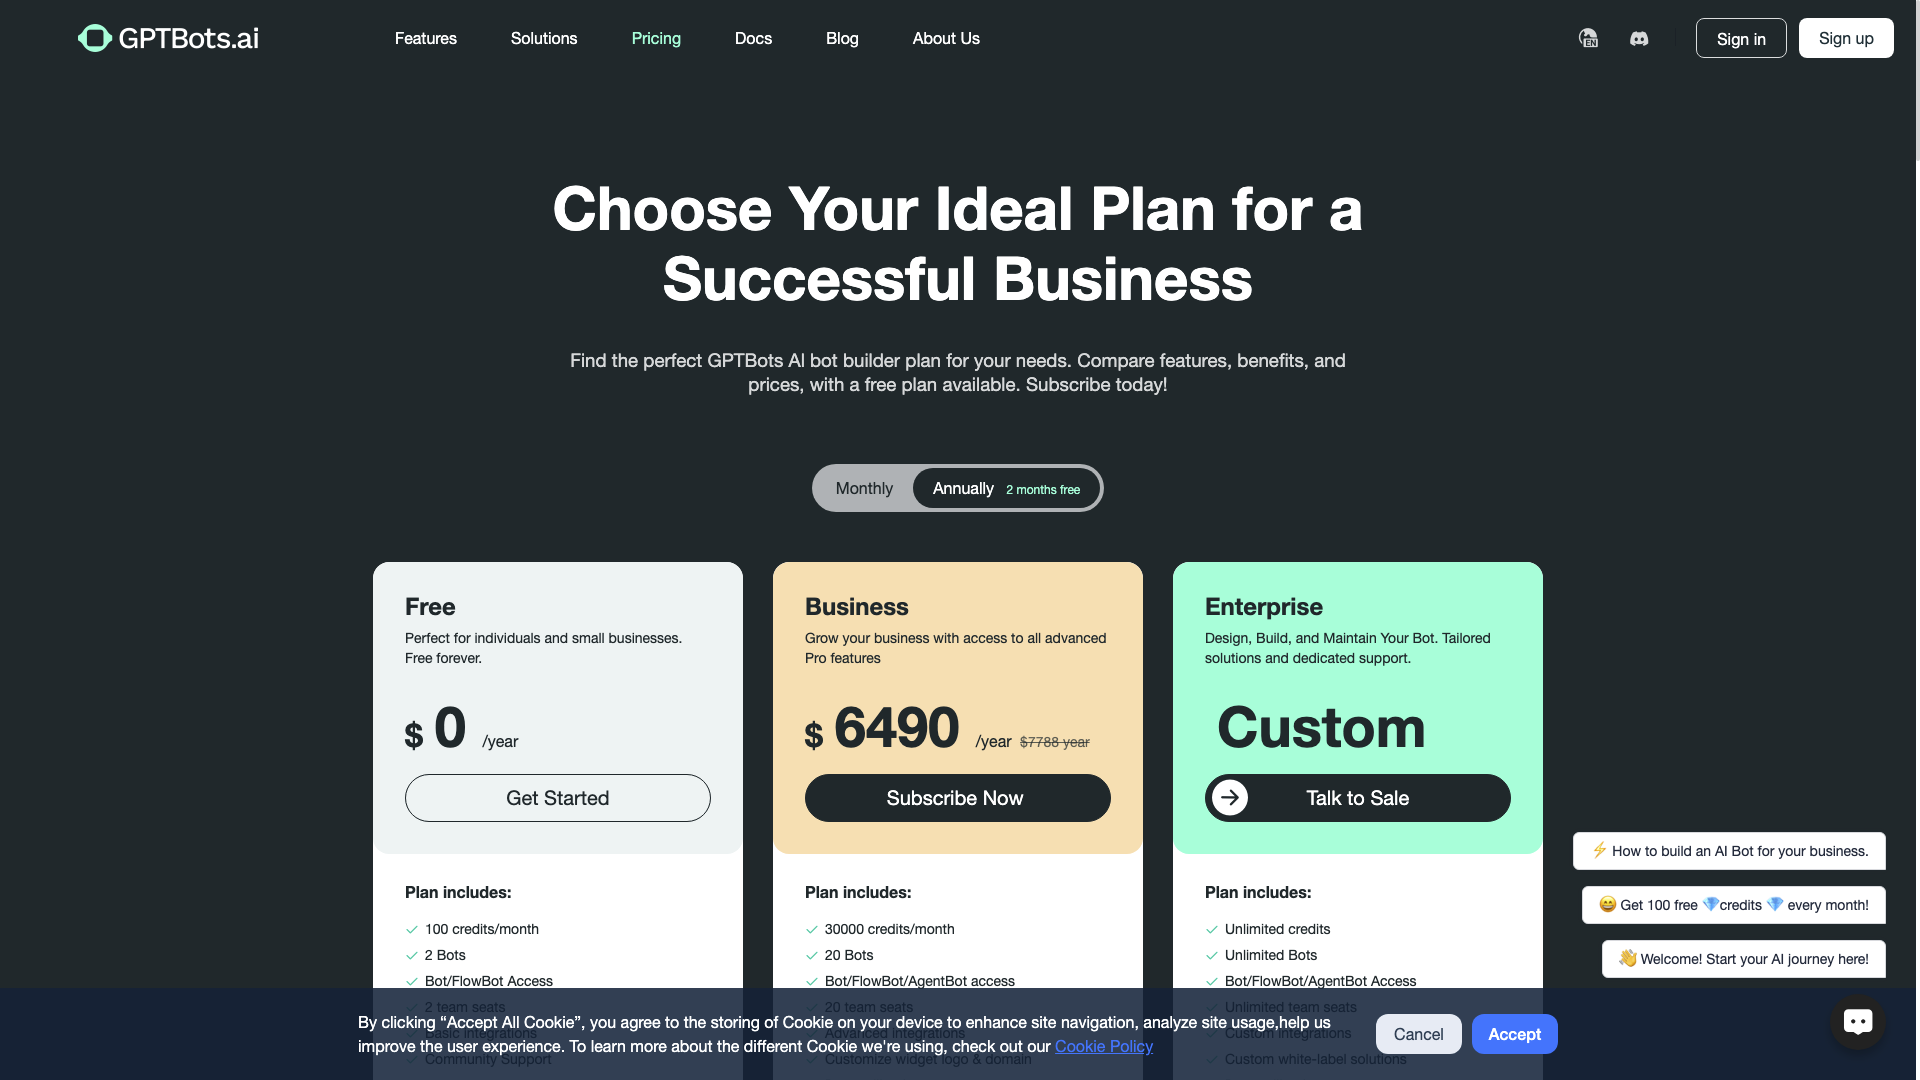 GPTBots.ai
Features
Solutions
Pricing
Docs
Blog
About Us
EN
Sign in
Sign up
Choose Your Ideal Plan for a
Successful Business
Find the perfect GPTBots AI bot builder plan for your needs. Compare features, benefits, and
prices, with a free plan available. Subscribe today!
Monthly
Annually 2 months free
Free
Perfect for individuals and small businesses.
Free forever.
$ 0 /year
Get Started
Plan includes:
100 credits/month
2 Bots
Bot/FlowBot Access
2 team seats
Basic integrations
Community Support
Business
Grow your business with access to all advanced
Pro features
$ 6490 /year $7788 year
Subscribe Now
Plan includes:
30000 credits/month
20 Bots
Bot/FlowBot/AgentBot access
20 team seats
Advanced integrations
Customize widget logo & domain
Enterprise
Design, Build, and Maintain Your Bot. Tailored
solutions and dedicated support.
Custom
Talk to Sale
Plan includes:
Unlimited credits
Unlimited Bots
Bot/FlowBot/AgentBot Access
Unlimited team seats
Custom integrations
Custom white-label solutions
⚡ How to build an AI Bot for your business.
😄 Get 100 free 💎credits 💎 every month!
👋 Welcome! Start your AI journey here!
By clicking “Accept All Cookie”, you agree to the storing of Cookie on your device to enhance site navigation, analyze site usage,help us
improve the user experience. To learn more about the different Cookie we're using, check out our Cookie Policy
Cancel
Accept